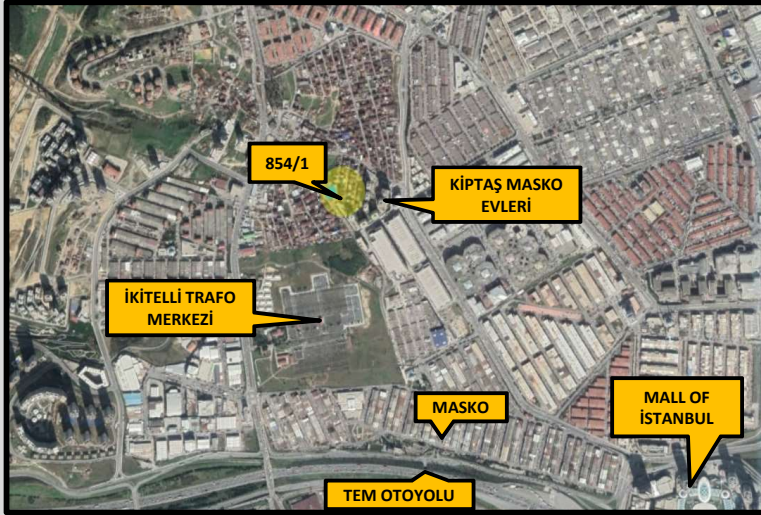 854/1
KİPTAŞ MASKO
EVLERİ
İKİTELLİ TRAFO
MERKEZİ
MASKO
MALL OF
İSTANBUL
TEM OTOYOLU